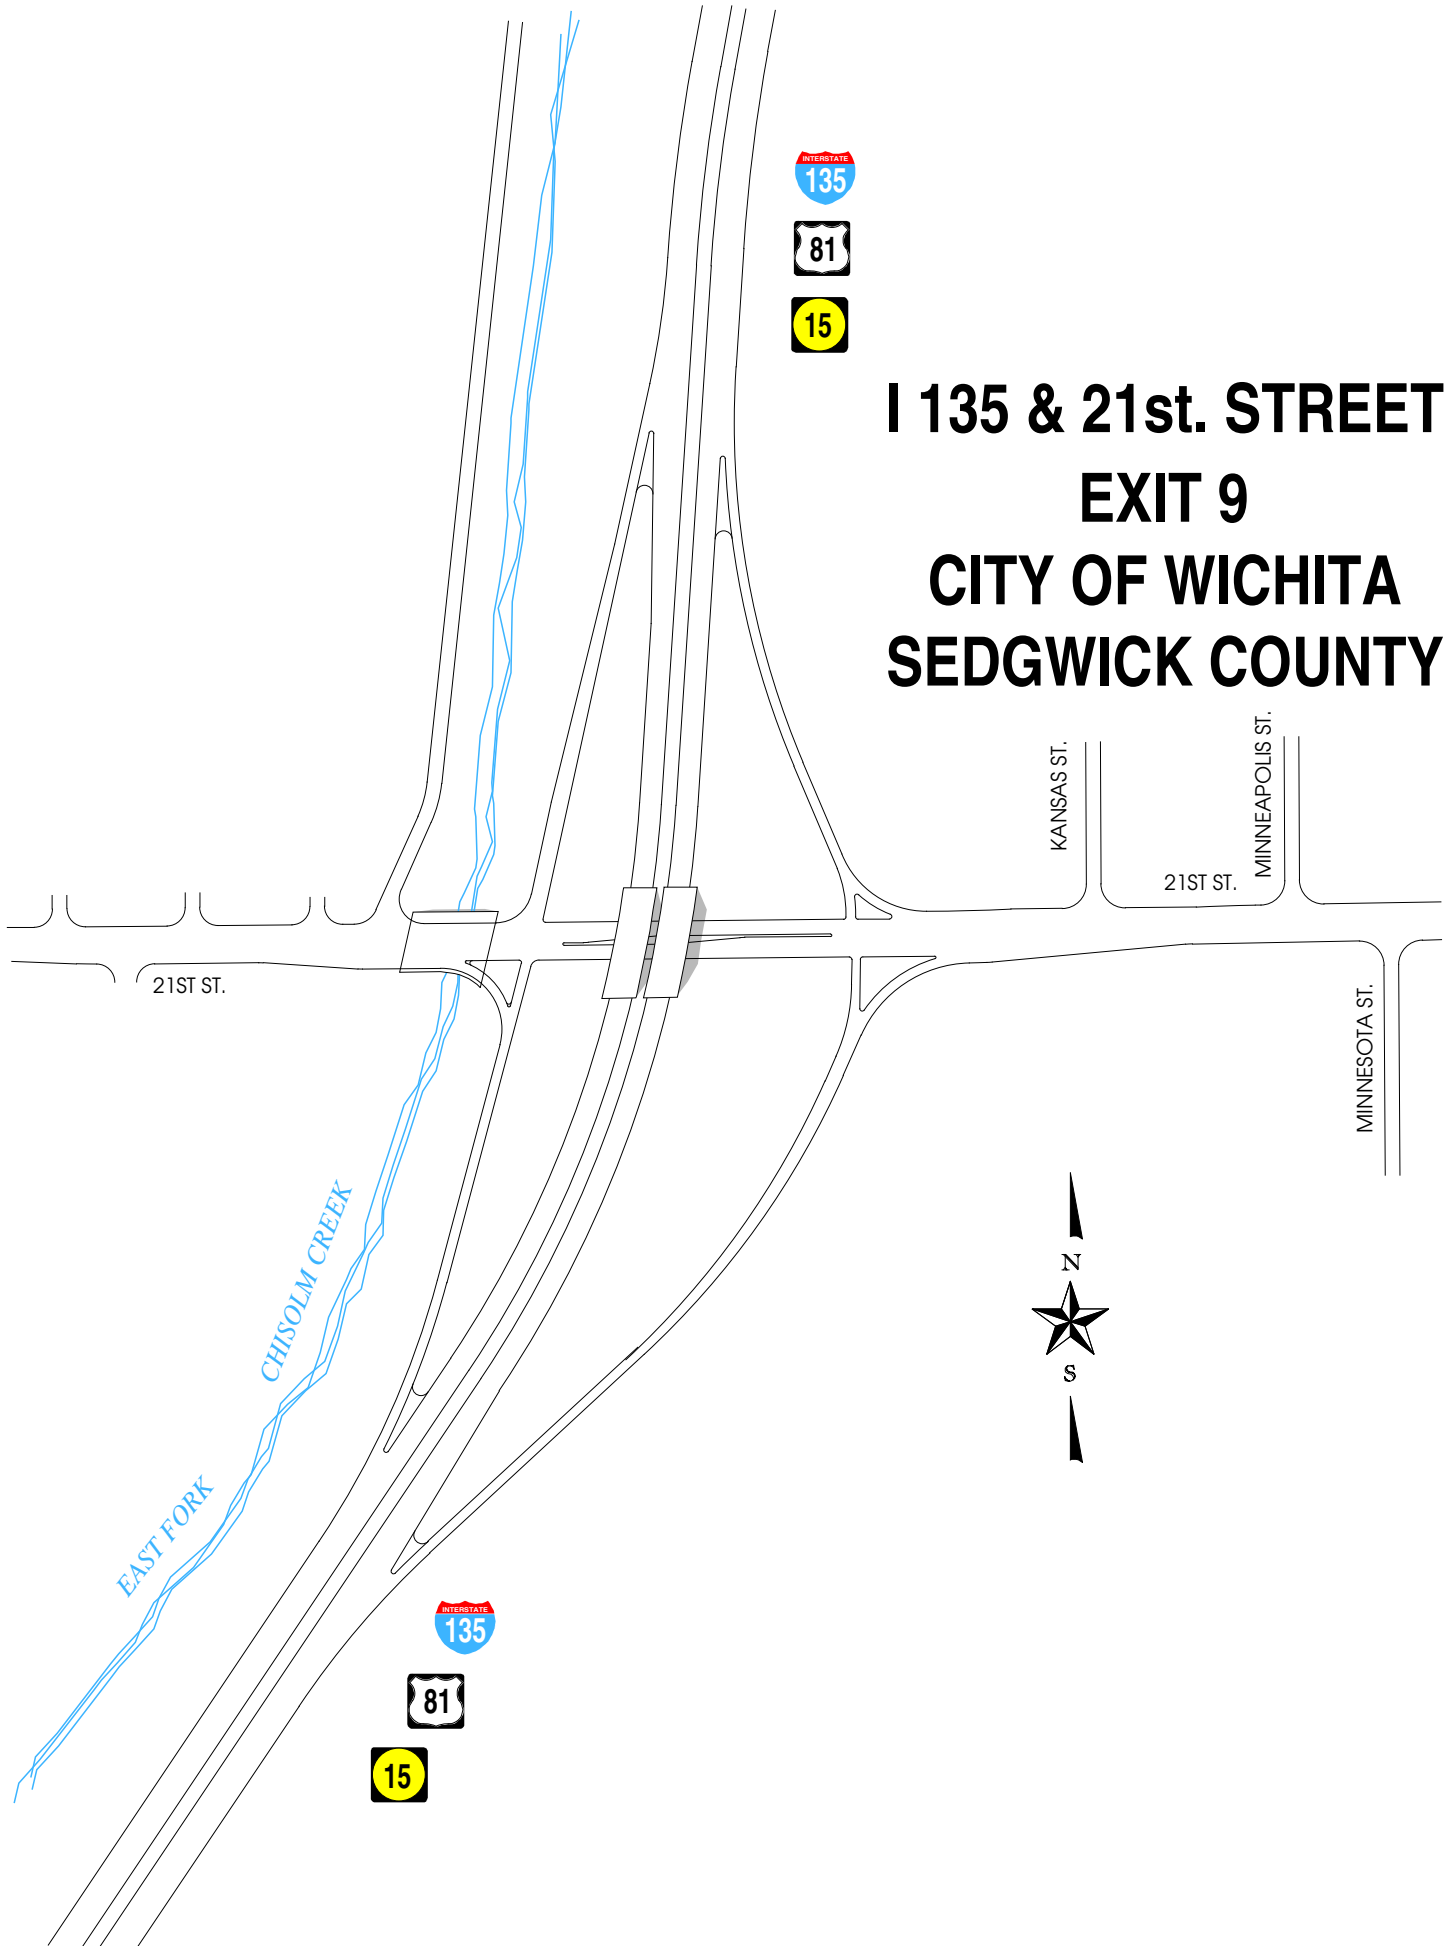 INTERSTATE
135
81
15
I 135 & 21st. STREET
EXIT 9
CITY OF WICHITA
SEDGWICK COUNTY
KANSAS ST.
MINNEAPOLIS ST.
21ST ST.
21ST ST.
MINNESOTA ST.
CHISOLM CREEK
N
S
EAST FORK
INTERSTATE
135
81
15